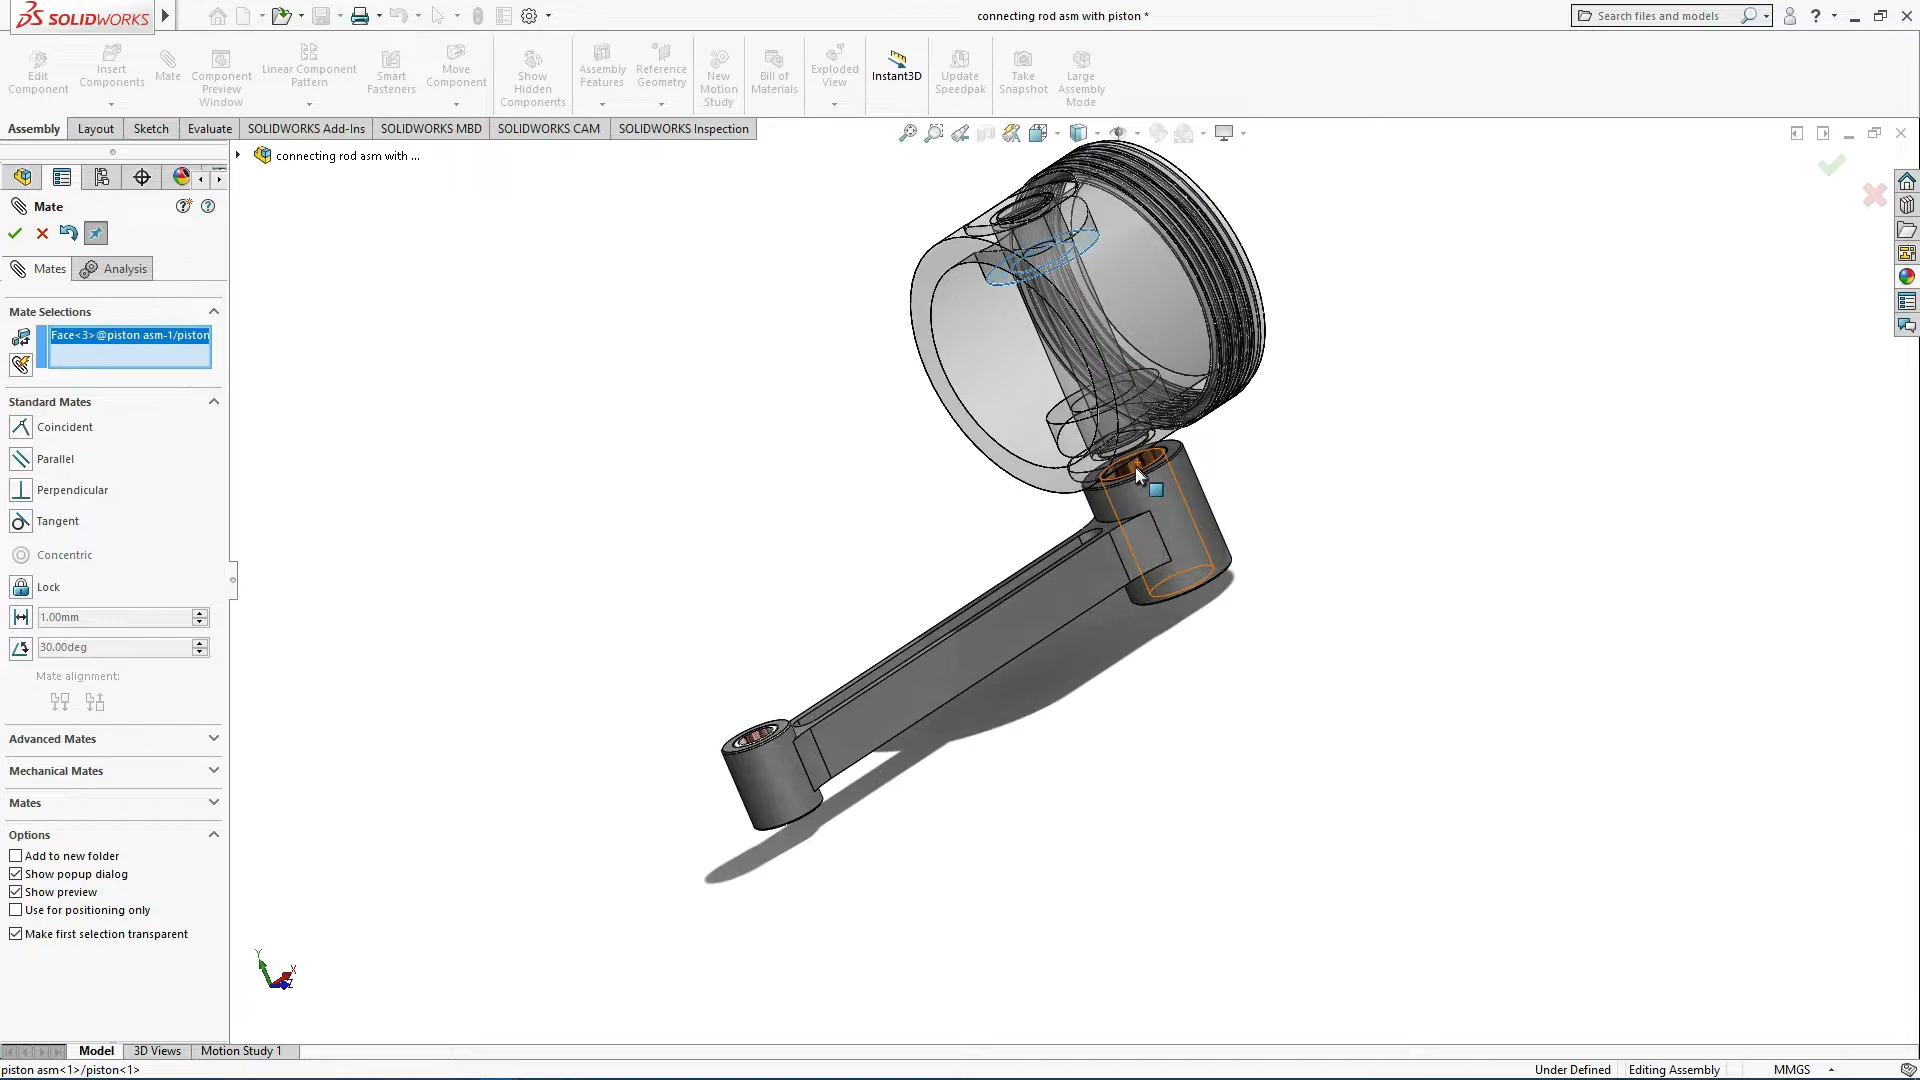 SOLIDWORKS
connecting rod asm with piston *
Search files and models
Edit Component
Insert Components
Mate
Component Preview Window
Linear Component Pattern
Smart Fasteners
Move Component
Show Hidden Components
Assembly Features
Reference Geometry
New Motion Study
Bill of Materials
Exploded View
Instant3D
Update Speedpak
Take Snapshot
Large Assembly Mode
Assembly
Layout
Sketch
Evaluate
SOLIDWORKS Add-Ins
SOLIDWORKS MBD
SOLIDWORKS CAM
SOLIDWORKS Inspection
connecting rod asm with ...
Mate
Mates
Analysis
Mate Selections
Face<3>@piston asm-1/piston
Standard Mates
Coincident
Parallel
Perpendicular
Tangent
Concentric
Lock
1.00mm
30.00deg
Mate alignment:
Advanced Mates
Mechanical Mates
Mates
Options
Add to new folder
Show popup dialog
Show preview
Use for positioning only
Make first selection transparent
Y
X
Z
Model
3D Views
Motion Study 1
piston asm<1>/piston<1>
Under Defined
Editing Assembly
MMGS